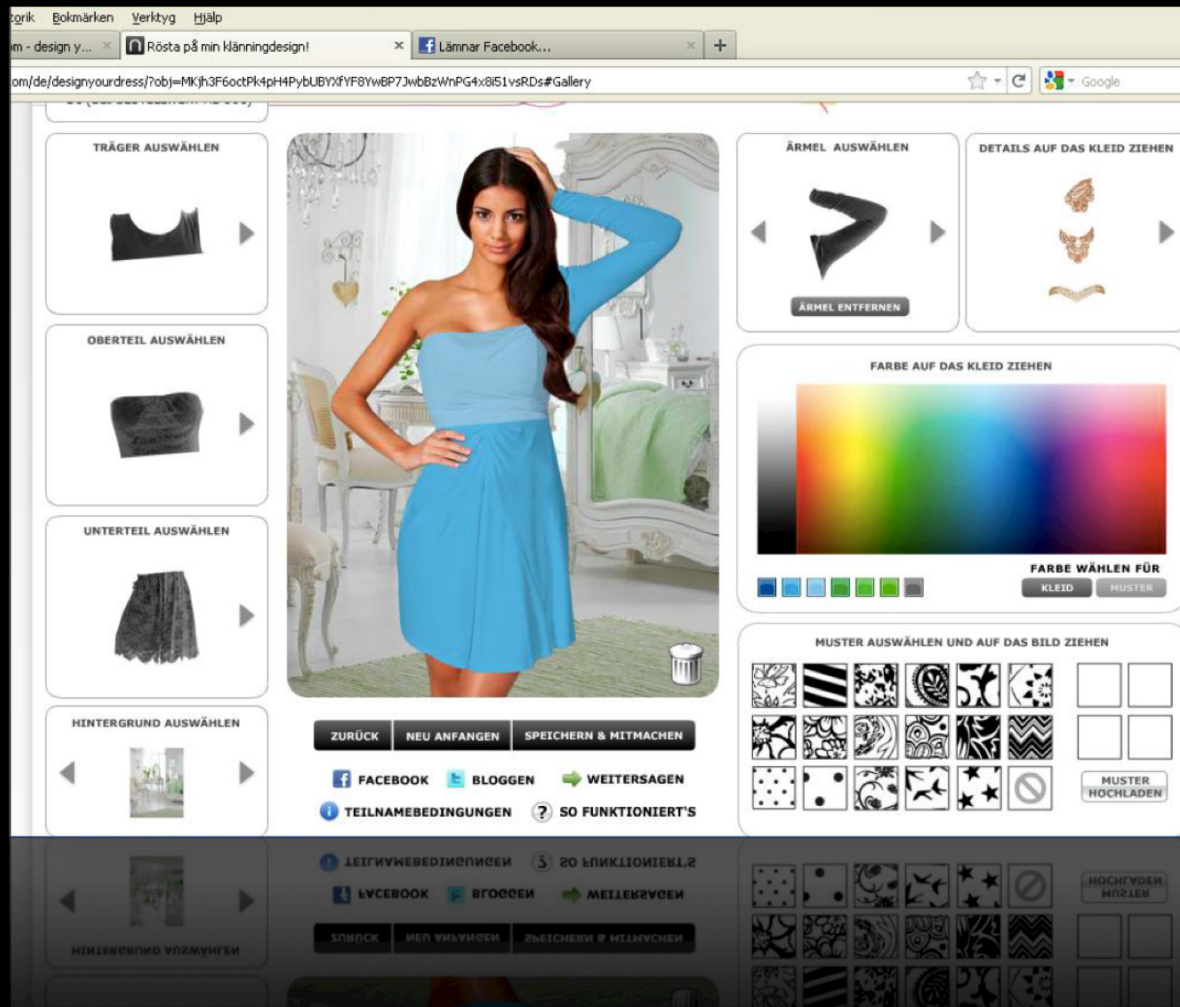 Bokmärken Verktyg Hjälp
design y... Rösta på min klänningdesign! Lämnar Facebook...
com/de/designyourdress/?obj=MKjh3F6octPk4pH4PybUBYXfYF8YwBP7JwbBzWnPG4x8i51vsRDs#Gallery
Google
TRÄGER AUSWÄHLEN
OBERTEIL AUSWÄHLEN
UNTERTEIL AUSWÄHLEN
HINTERGRUND AUSWÄHLEN
ZURÜCK NEU ANFANGEN SPEICHERN & MITMACHEN
FACEBOOK BLOGGEN WEITERSAGEN
TEILNAMEBEDINGUNGEN SO FUNKTIONIERT'S
ÄRMEL AUSWÄHLEN
ÄRMEL ENTFERNEN
DETAILS AUF DAS KLEID ZIEHEN
FARBE AUF DAS KLEID ZIEHEN
FARBE WÄHLEN FÜR
KLEID MUSTER
MUSTER AUSWÄHLEN UND AUF DAS BILD ZIEHEN
MUSTER
HOCHLADEN